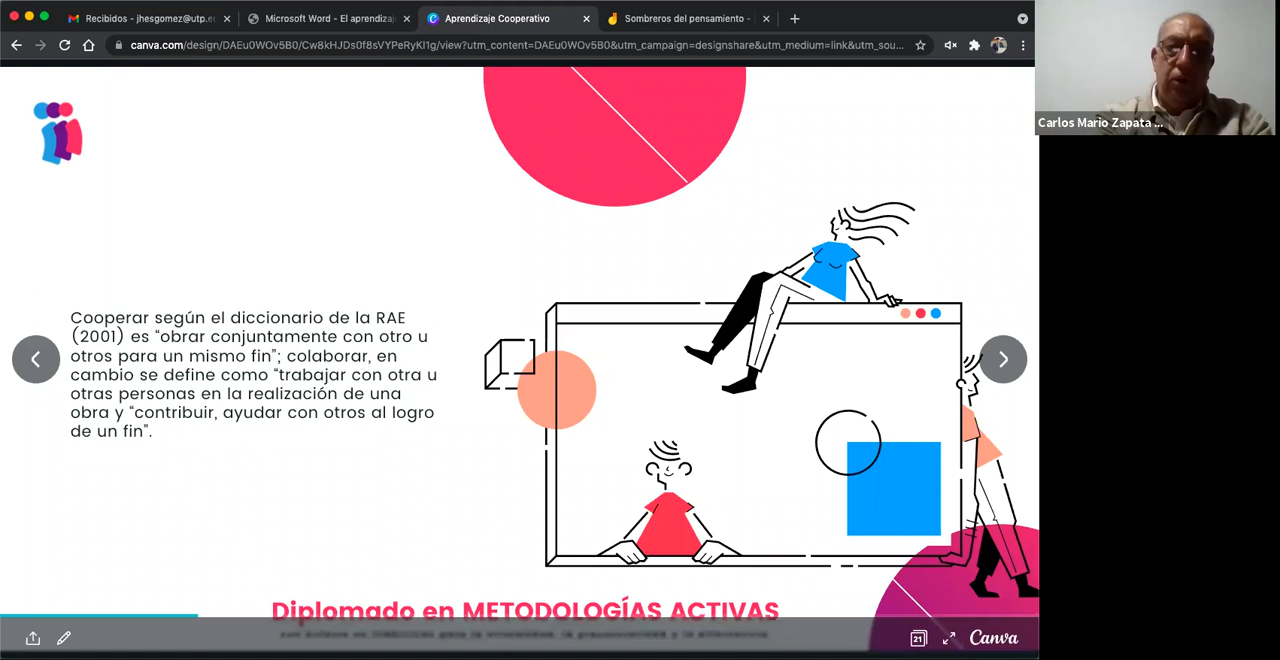 Recibidos - jhesgomez@utp.e
Microsoft Word - El aprendiza
Aprendizaje Cooperativo
Sombreros del pensamiento -
canva.com/design/DAEu0WOv5B0/Cw8kHJDs0f8sVYPeRyKl1g/view?utm_content=DAEu0WOv5B0&utm_campaign=designshare&utm_medium=link&utm_sou...
Carlos Mario Zapata ...
Cooperar según el diccionario de la RAE
(2001) es “obrar conjuntamente con otro u
otros para un mismo fin”; colaborar, en
cambio se define como “trabajar con otra u
otras personas en la realización de una
obra y “contribuir, ayudar con otros al logro
de un fin”.
Diplomado en METODOLOGÍAS ACTIVAS
21
Canva